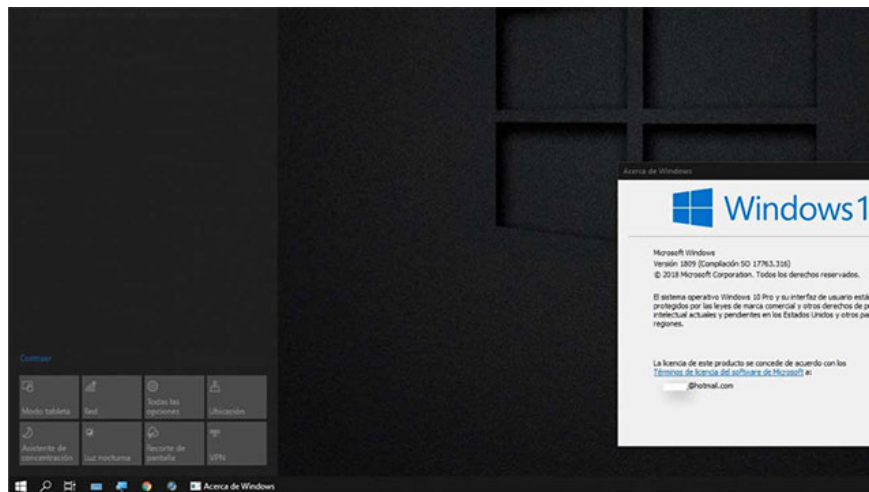 Acerca de Windows
Windows 1
Microsoft Windows
Versión 1809 (Compilación SO 17763.316)
© 2018 Microsoft Corporation. Todos los derechos reservados.
El sistema operativo Windows 10 Pro y su interfaz de usuario está
protegidos por las leyes de marca comercial y otros derechos de p
intelectual actuales y pendientes en los Estados Unidos y otros pa
regiones.
La licencia de este producto se concede de acuerdo con los
Términos de licencia del software de Microsoft a:
@hotmail.com
Contraer
Modo tableta
Red
Todas las
opciones
Ubicación
Asistente de
concentración
Luz nocturna
Recorte de
pantalla
VPN
Acerca de Windows